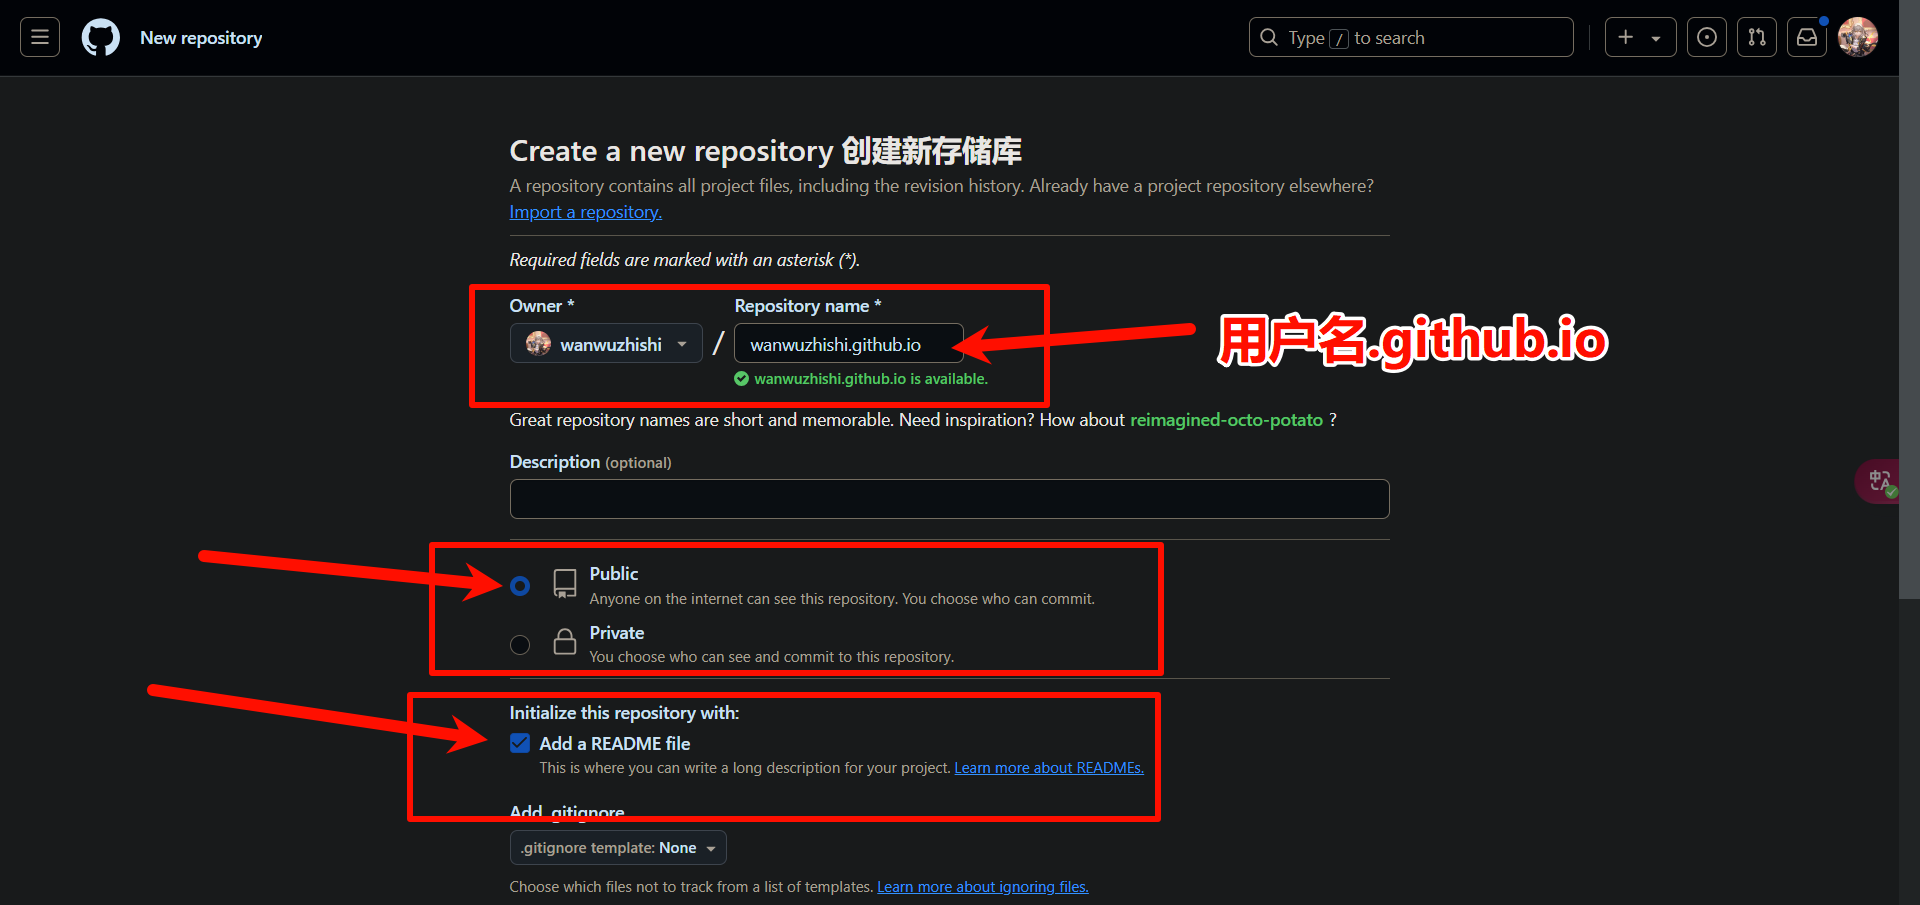 New repository
Type / to search
Create a new repository 创建新存储库
A repository contains all project files, including the revision history. Already have a project repository elsewhere?
Import a repository.
Required fields are marked with an asterisk (*).
Owner *
Repository name *
wanwuzhishi
/
wanwuzhishi.github.io
用户名.github.io
wanwuzhishi.github.io is available.
Great repository names are short and memorable. Need inspiration? How about reimagined-octo-potato ?
Description (optional)
Public
Anyone on the internet can see this repository. You choose who can commit.
Private
You choose who can see and commit to this repository.
Initialize this repository with:
Add a README file
This is where you can write a long description for your project. Learn more about READMEs.
Add .gitignore
.gitignore template: None
Choose which files not to track from a list of templates. Learn more about ignoring files.